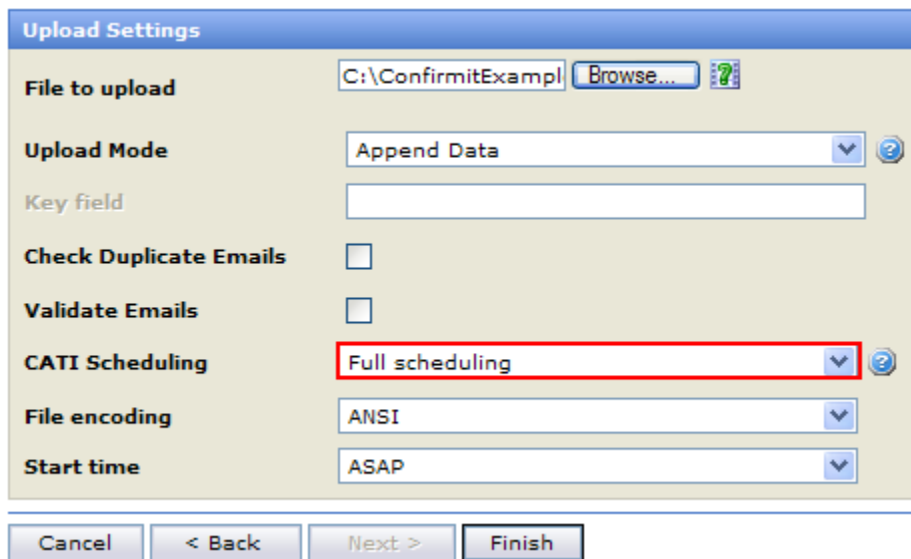 Upload Settings
File to upload C:\ConfirmitExampl Browse... ?
Upload Mode Append Data ?
Key field
Check Duplicate Emails
Validate Emails
CATI Scheduling Full scheduling ?
File encoding ANSI
Start time ASAP
Cancel < Back Next > Finish